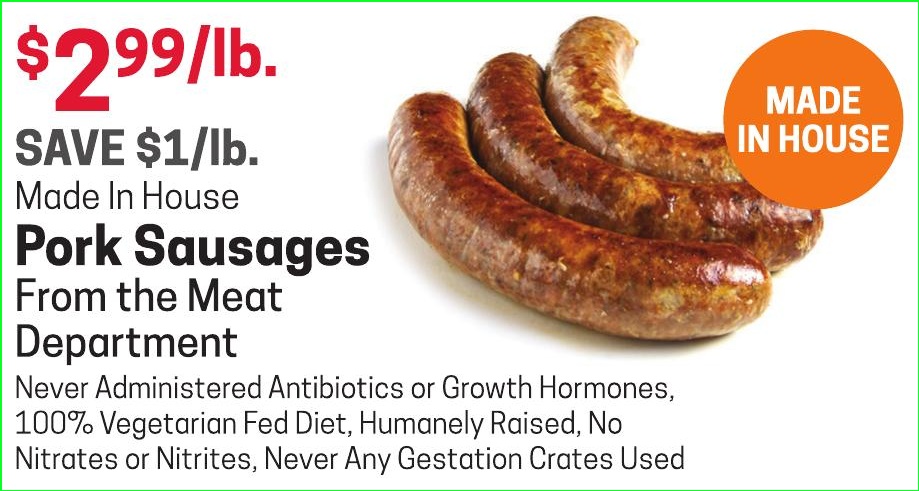 $2.99/lb.
SAVE $1/lb.
Made In House
Pork Sausages
From the Meat
Department
Never Administered Antibiotics or Growth Hormones,
100% Vegetarian Fed Diet, Humanely Raised, No
Nitrates or Nitrites, Never Any Gestation Crates Used
MADE
IN HOUSE